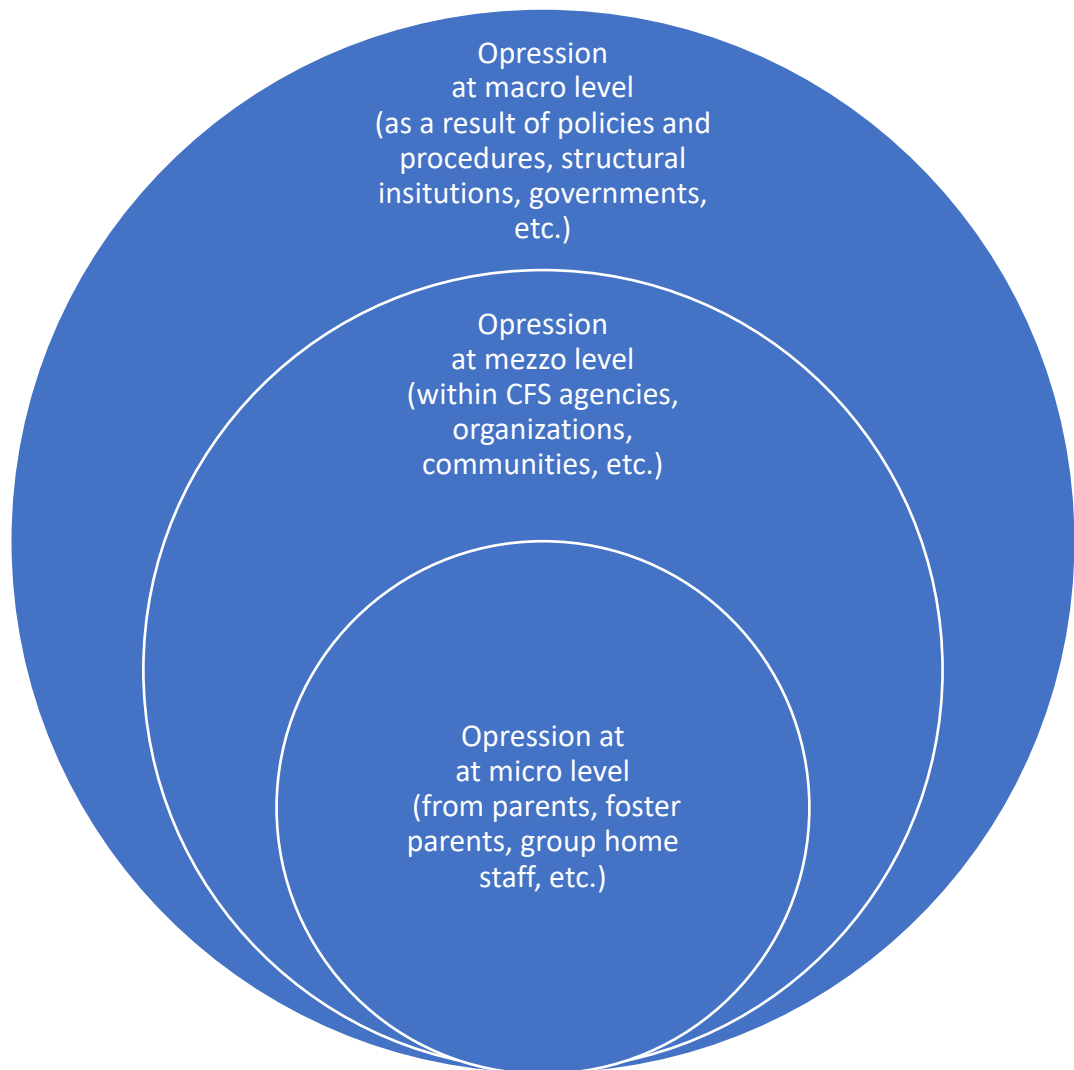 Opression
at macro level
(as a result of policies and
procedures, structural
insitutions, governments,
etc.)
Opression
at mezzo level
(within CFS agencies,
organizations,
communities, etc.)
Opression at
at micro level
(from parents, foster
parents, group home
staff, etc.)